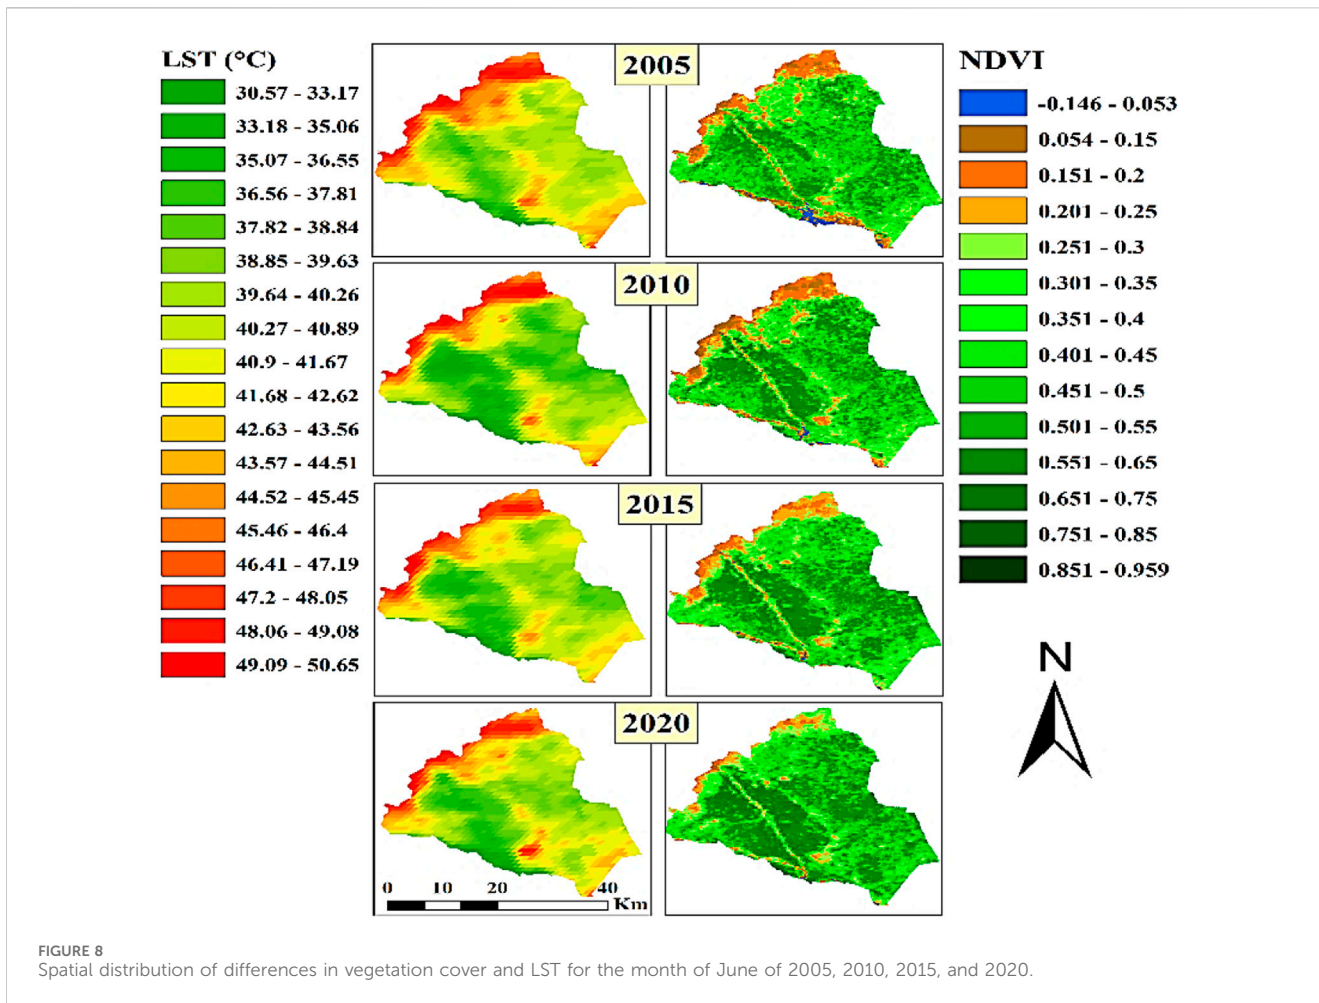 LST (°C)
30.57 - 33.17
33.18 - 35.06
35.07 - 36.55
36.56 - 37.81
37.82 - 38.84
38.85 - 39.63
39.64 - 40.26
40.27 - 40.89
40.9 - 41.67
41.68 - 42.62
42.63 - 43.56
43.57 - 44.51
44.52 - 45.45
45.46 - 46.4
46.41 - 47.19
47.2 - 48.05
48.06 - 49.08
49.09 - 50.65
2005
2010
2015
2020
0 10 20 40
Km
NDVI
-0.146 - 0.053
0.054 - 0.15
0.151 - 0.2
0.201 - 0.25
0.251 - 0.3
0.301 - 0.35
0.351 - 0.4
0.401 - 0.45
0.451 - 0.5
0.501 - 0.55
0.551 - 0.65
0.651 - 0.75
0.751 - 0.85
0.851 - 0.959
N
FIGURE 8
Spatial distribution of differences in vegetation cover and LST for the month of June of 2005, 2010, 2015, and 2020.